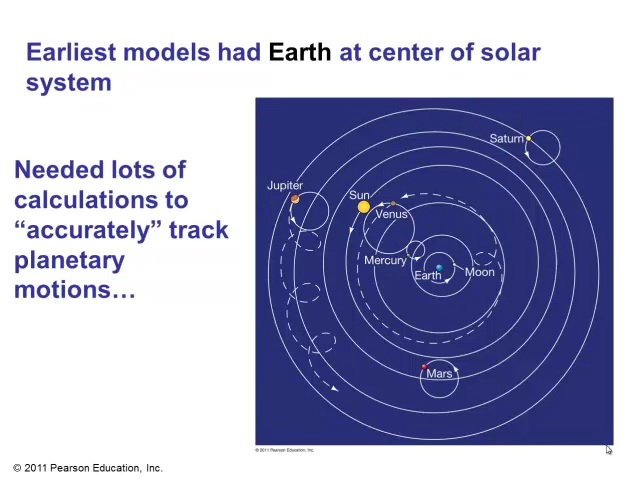 Earliest models had Earth at center of solar
system
Needed lots of
calculations to
“accurately” track
planetary
motions…
Saturn
Jupiter
Sun
Venus
Mercury
Earth
Moon
Mars
© 2011 Pearson Education, Inc.
© 2011 Pearson Education, Inc.